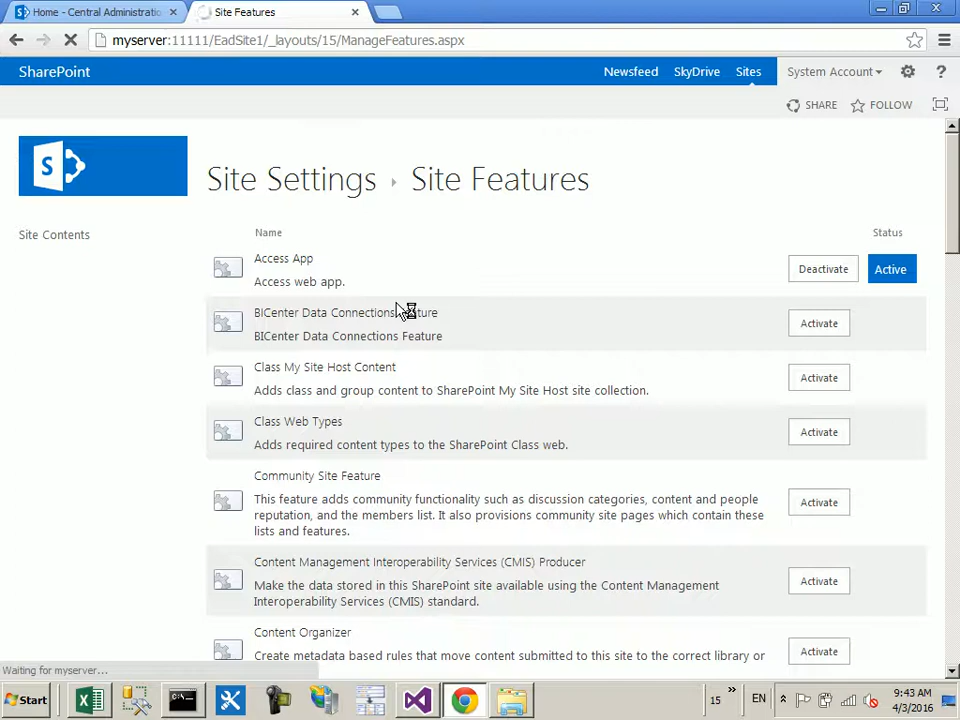 Home - Central Administratio
Site Features
myserver:11111/EadSite1/_layouts/15/ManageFeatures.aspx
SharePoint
Newsfeed
SkyDrive
Sites
System Account
?
SHARE
FOLLOW
S
Site Settings
Site Features
Site Contents
Name
Status
Access App
Access web app.
Deactivate
Active
BICenter Data Connections ture
BICenter Data Connections Feature
Activate
Class My Site Host Content
Adds class and group content to SharePoint My Site Host site collection.
Activate
Class Web Types
Adds required content types to the SharePoint Class web.
Activate
Community Site Feature
This feature adds community functionality such as discussion categories, content and people
reputation, and the members list. It also provisions community site pages which contain these
lists and features.
Activate
Content Management Interoperability Services (CMIS) Producer
Make the data stored in this SharePoint site available using the Content Management
Interoperability Services (CMIS) standard.
Activate
Content Organizer
Create metadata based rules that move content submitted to this site to the correct library or
Activate
Waiting for myserver...
Start
15
EN
9:43 AM
4/3/2016